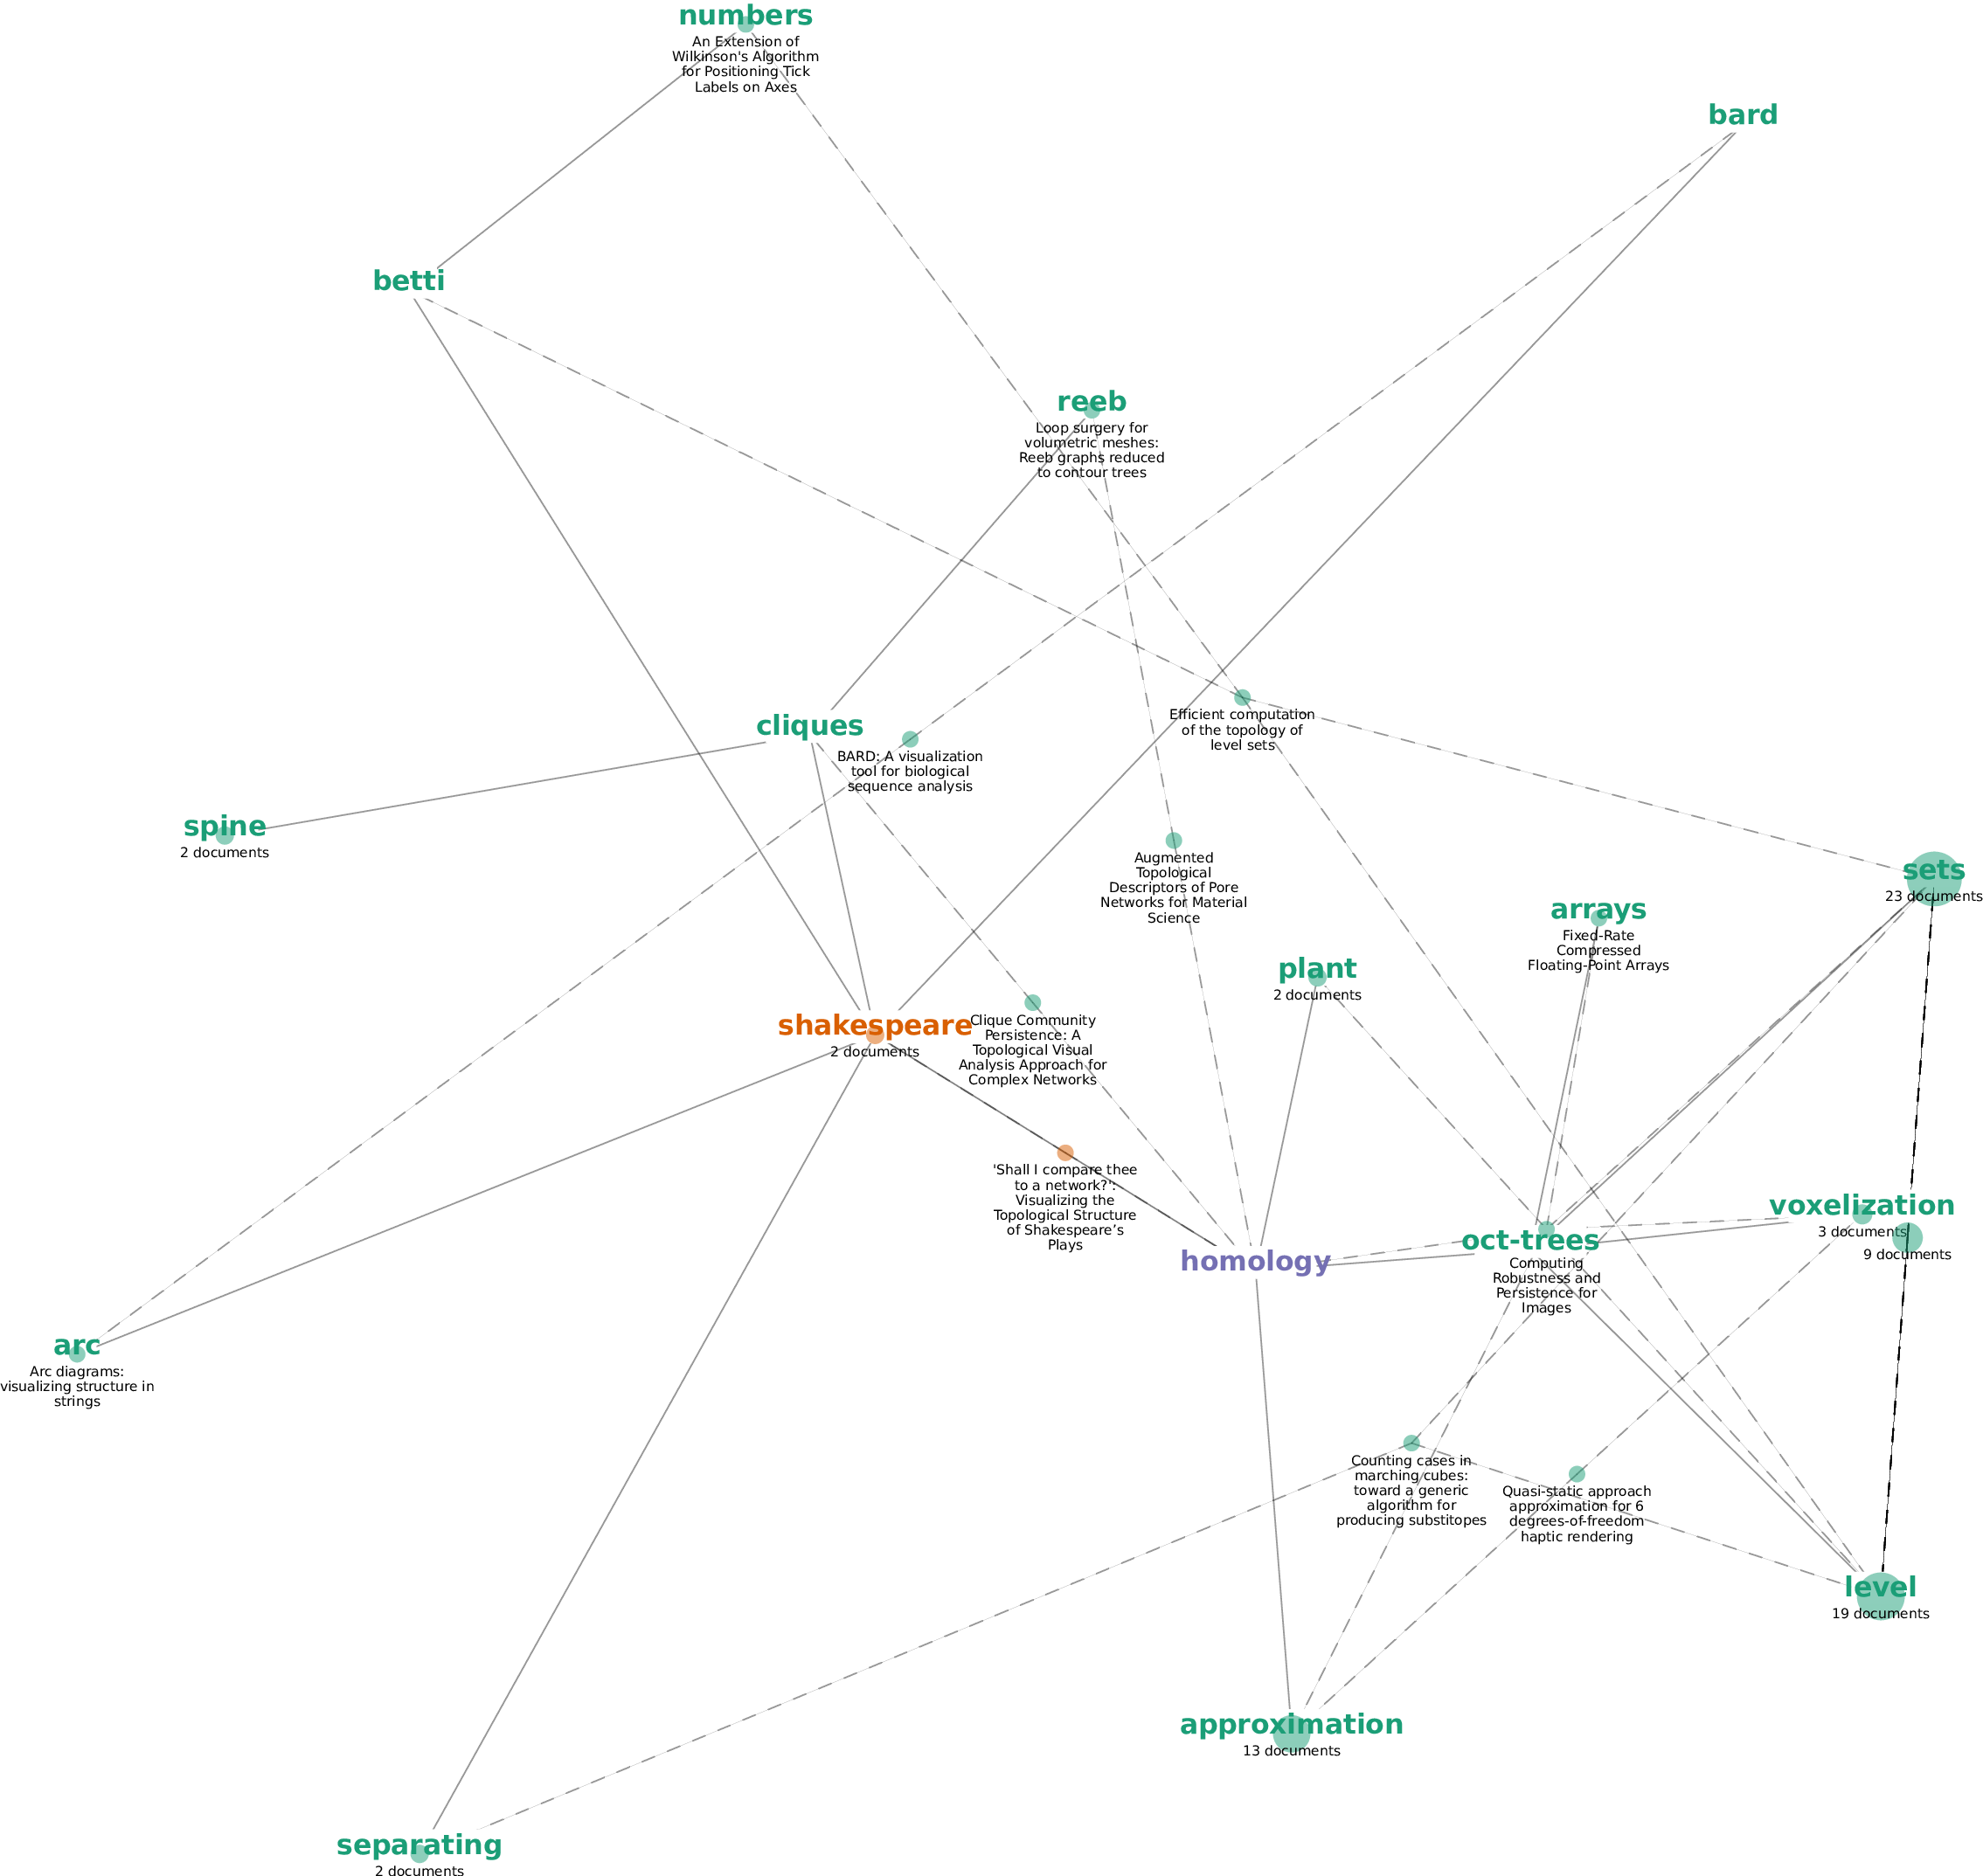 numbers
An Extension of
Wilkinson's Algorithm
for Positioning Tick
Labels on Axes
bard
betti
reeb
Loop surgery for
volumetric meshes:
Reeb graphs reduced
to contour trees
cliques
BARD: A visualization
tool for biological
sequence analysis
Efficient computation
of the topology of
level sets
spine
2 documents
Augmented
Topological
Descriptors of Pore
Networks for Material
Science
sets
23 documents
arrays
Fixed-Rate
Compressed
Floating-Point Arrays
plant
2 documents
shakespeare
2 documents
Clique Community
Persistence: A
Topological Visual
Analysis Approach for
Complex Networks
'Shall I compare thee
to a network?':
Visualizing the
Topological Structure
of Shakespeare’s
Plays
homology
oct-trees
Computing
Robustness and
Persistence for
Images
voxelization
3 documents
9 documents
arc
Arc diagrams:
visualizing structure in
strings
Counting cases in
marching cubes:
toward a generic
algorithm for
producing substitopes
Quasi-static approach
approximation for 6
degrees-of-freedom
haptic rendering
level
19 documents
approximation
13 documents
separating
2 documents